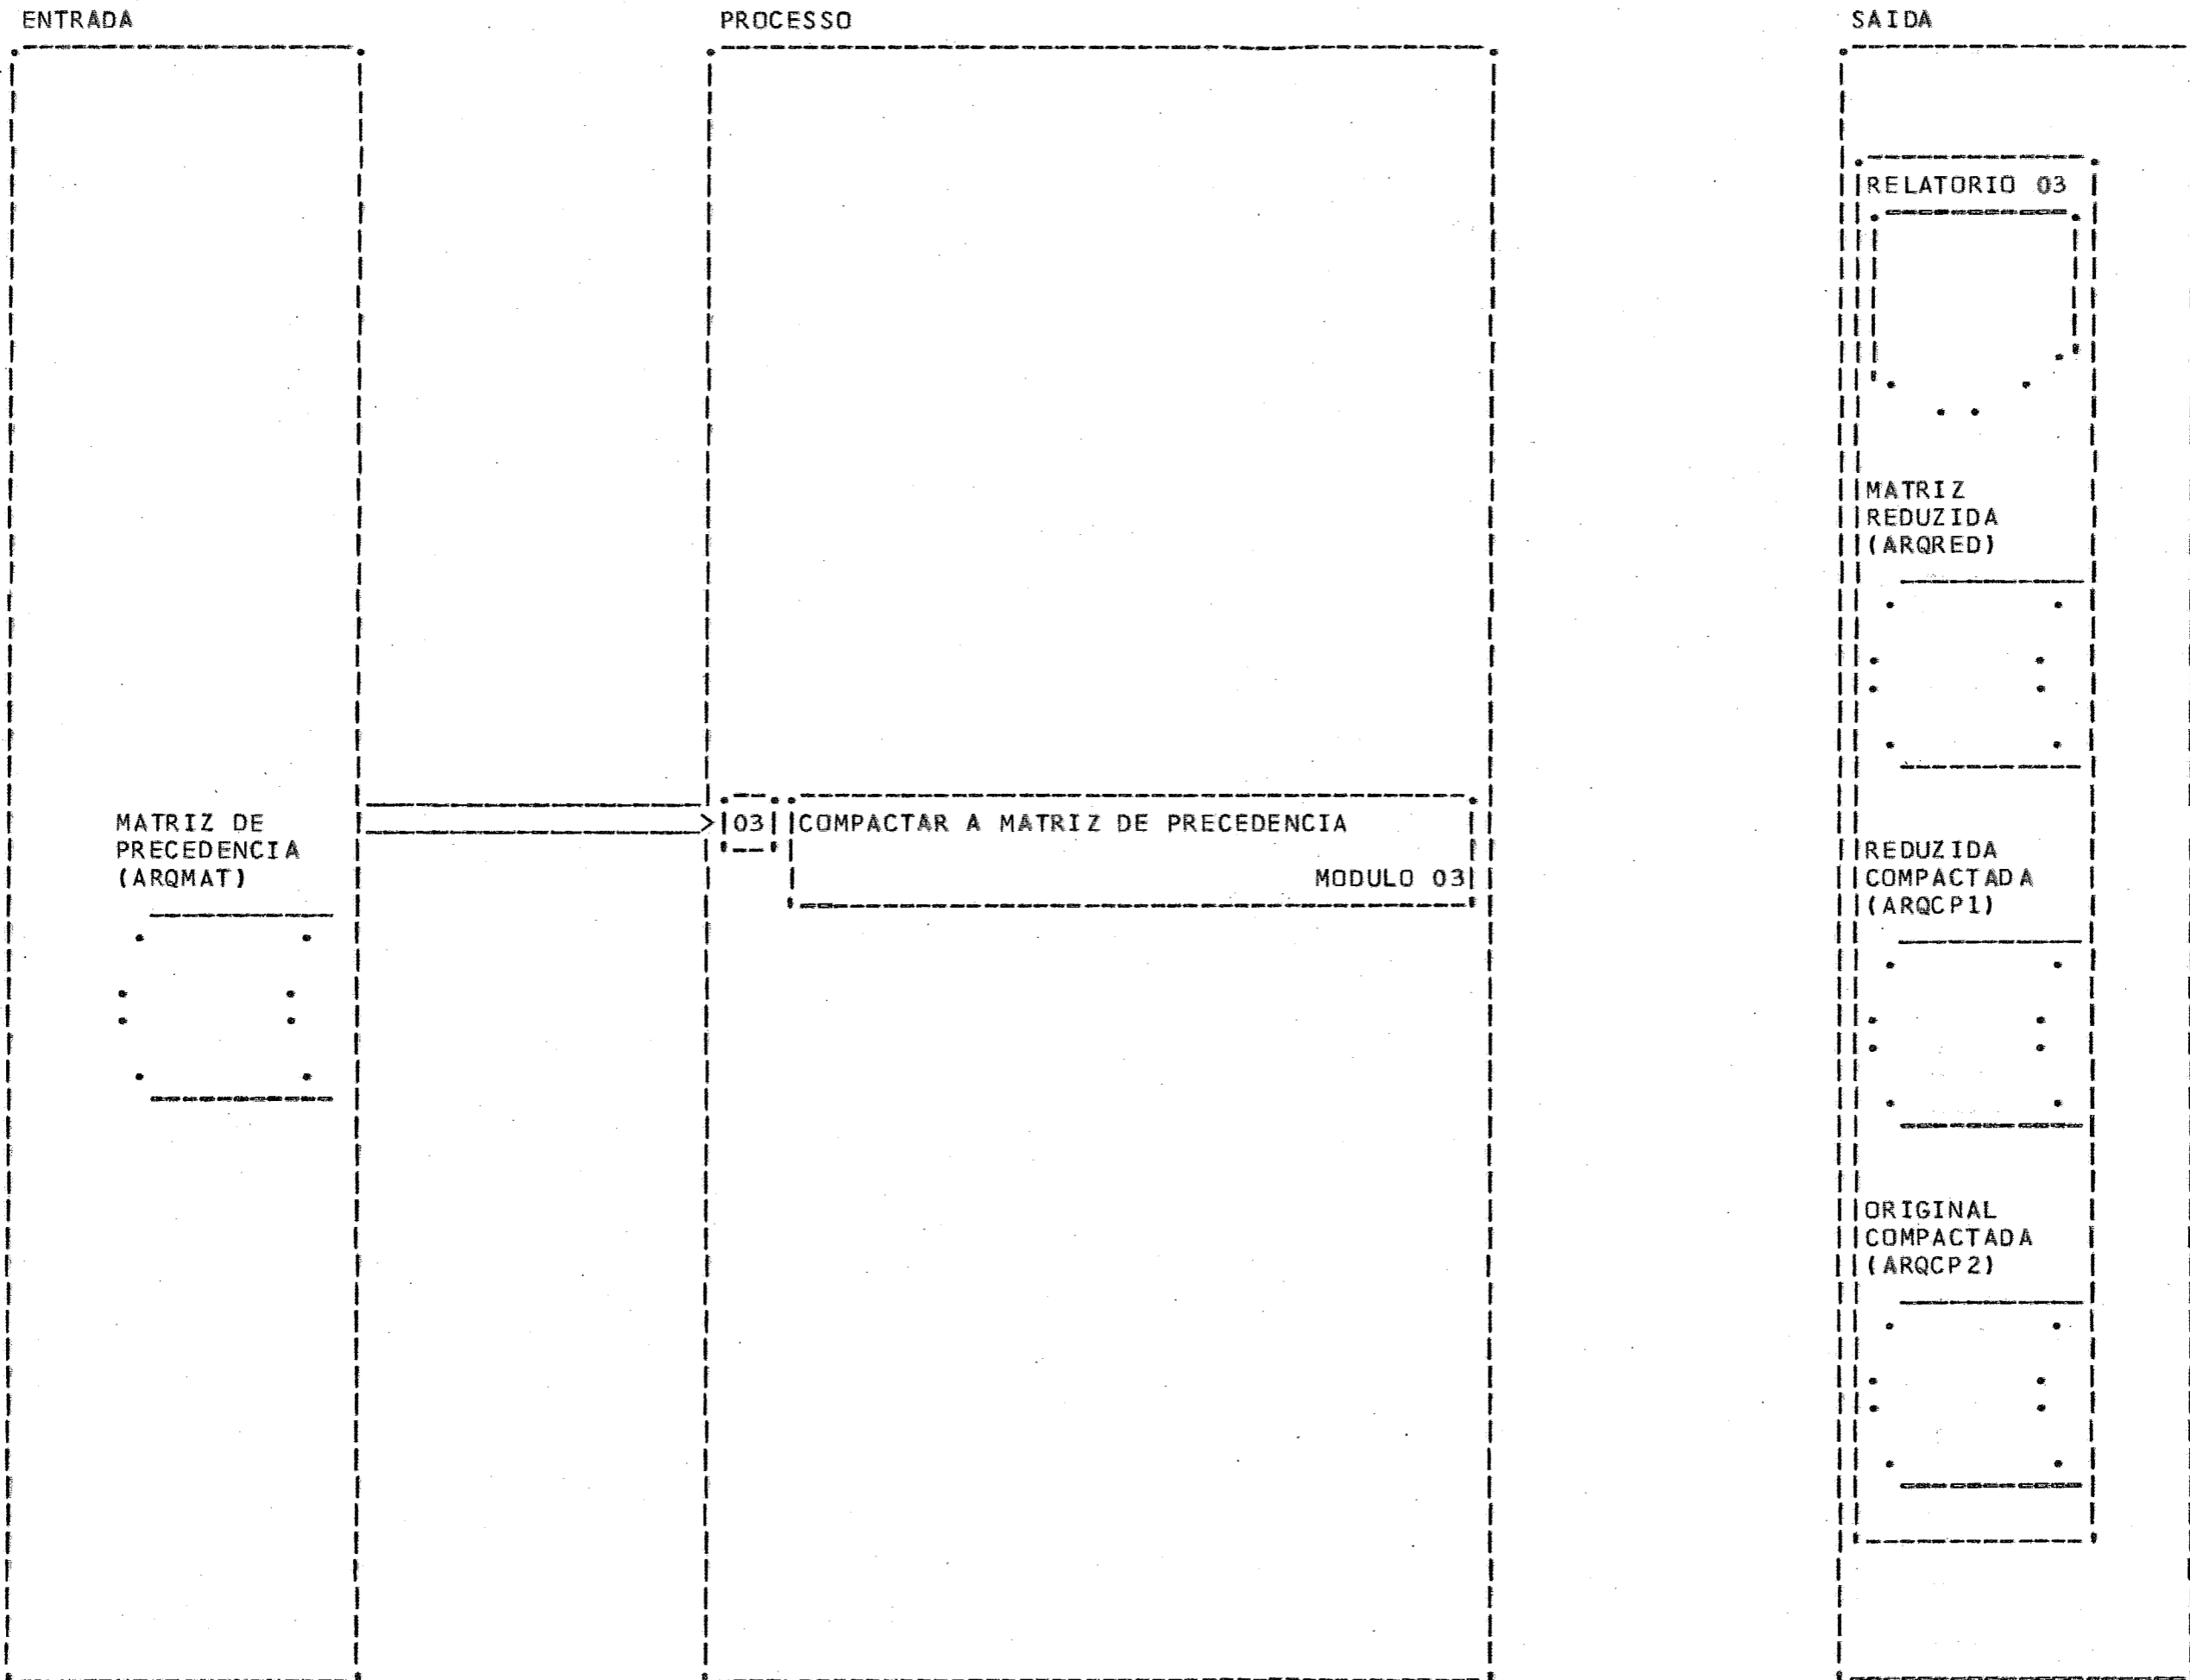 ENTRADA
PROCESSO
SAIDA
RELATORIO 03
MATRIZ
REDUZIDA
(ARQRED)
MATRIZ DE
PRECEDENCIA
(ARQMAT)
03
COMPACTAR A MATRIZ DE PRECEDENCIA
MODULO 03
REDUZIDA
COMPACTADA
(ARQCP1)
ORIGINAL
COMPACTADA
(ARQCP2)